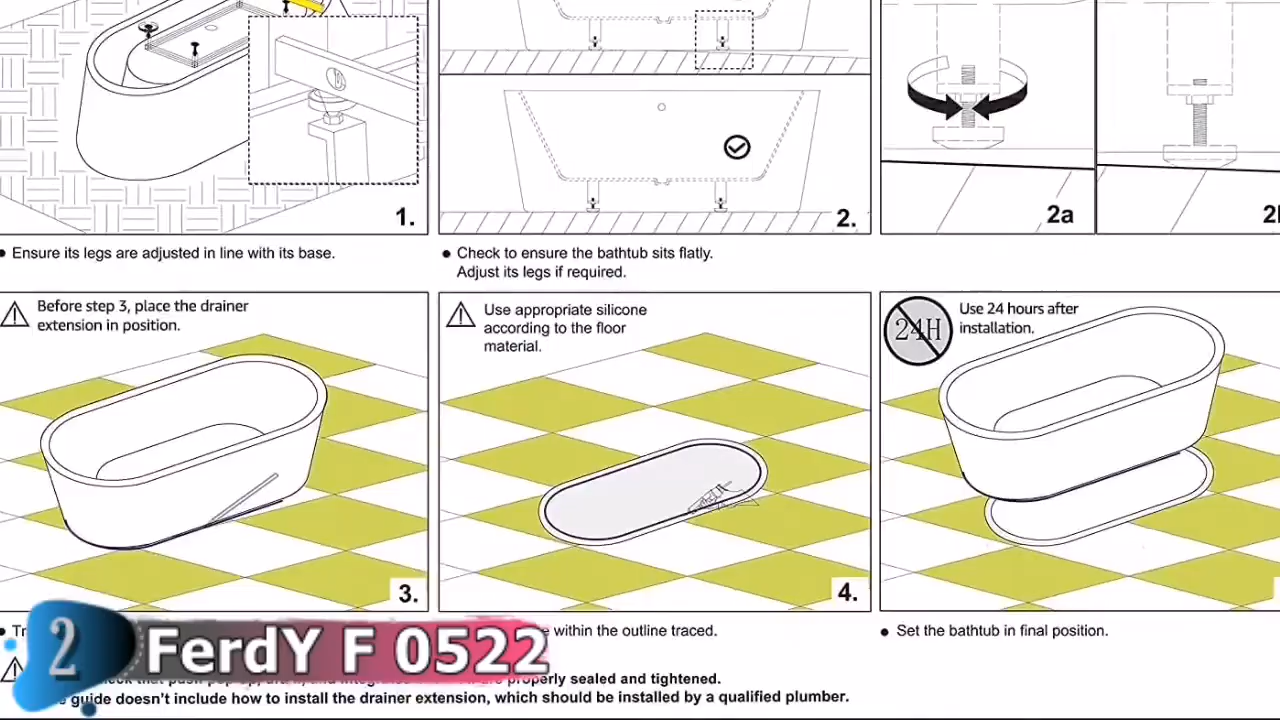 1.
2.
2a
● Ensure its legs are adjusted in line with its base.
● Check to ensure the bathtub sits flatly.
Adjust its legs if required.
Before step 3, place the drainer
extension in position.
Use appropriate silicone
according to the floor
material.
24H
Use 24 hours after
installation.
3.
4.
within the outline traced.
● Set the bathtub in final position.
2 FerdY F 0522
properly sealed and tightened.
guide doesn't include how to install the drainer extension, which should be installed by a qualified plumber.